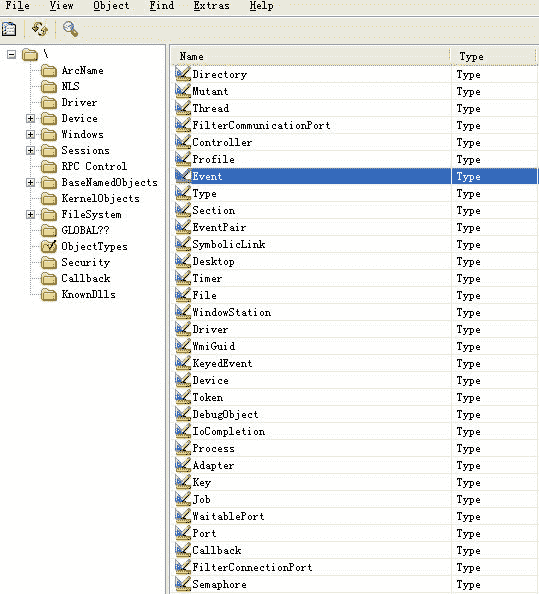 File View Object Find Extras Help
\
ArcName
NLS
Driver
Device
Windows
Sessions
RPC Control
BaseNamedObjects
KernelObjects
FileSystem
GLOBAL??
ObjectTypes
Security
Callback
KnownDlls
Name Type
Directory Type
Mutant Type
Thread Type
FilterCommunicationPort Type
Controller Type
Profile Type
Event Type
Type Type
Section Type
EventPair Type
SymbolicLink Type
Desktop Type
Timer Type
File Type
WindowStation Type
Driver Type
WmiGuid Type
KeyedEvent Type
Device Type
Token Type
DebugObject Type
IoCompletion Type
Process Type
Adapter Type
Key Type
Job Type
WaitablePort Type
Port Type
Callback Type
FilterConnectionPort Type
Semaphore Type